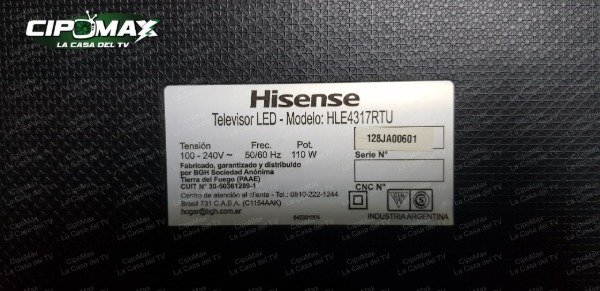 CIPOMAX
LA CASA DEL TV
Hisense
Televisor LED - Modelo: HLE4317RTU
Tensión Frec. Pot.
100 - 240V~ 50/60 Hz 110 W
128JA00601
Serie N°
Fabricado, garantizado y distribuido
por BGH Sociedad Anónima
Tierra del Fuego (PAAE)
CUIT N° 30-50361289-1
CNC N°
Centro de atención al cliente - Tel.: 0810-222-1244
Brasil 731 C.A.B.A. (C1154AAK)
hogar@bgh.com.ar
INDUSTRIA ARGENTINA